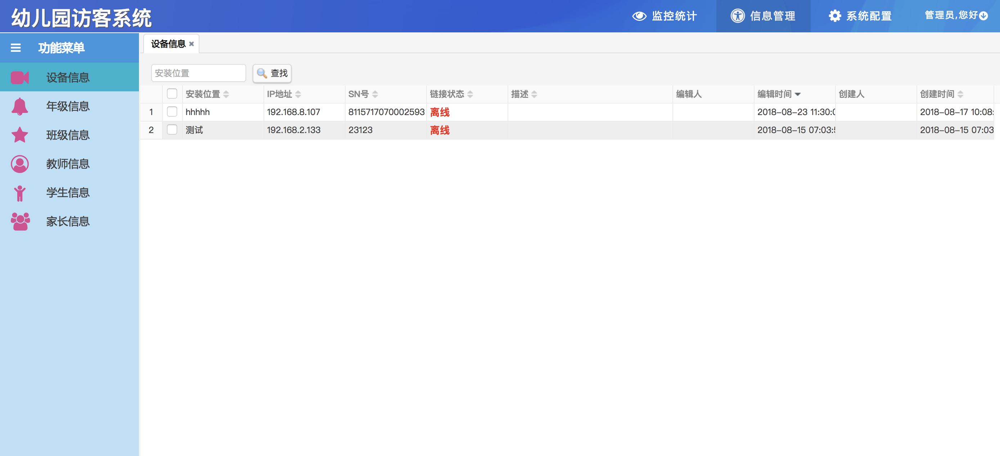 幼儿园访客系统
监控统计
信息管理
系统配置
管理员,您好
功能菜单
设备信息
年级信息
班级信息
教师信息
学生信息
家长信息
设备信息
安装位置 查找
安装位置 IP地址 SN号 链接状态 描述 编辑人 编辑时间 创建人 创建时间
1 hhhhh 192.168.8.107 8115717070002593 离线 2018-08-23 11:30: 2018-08-17 10:08:
2 测试 192.168.2.133 23123 离线 2018-08-15 07:03: 2018-08-15 07:03